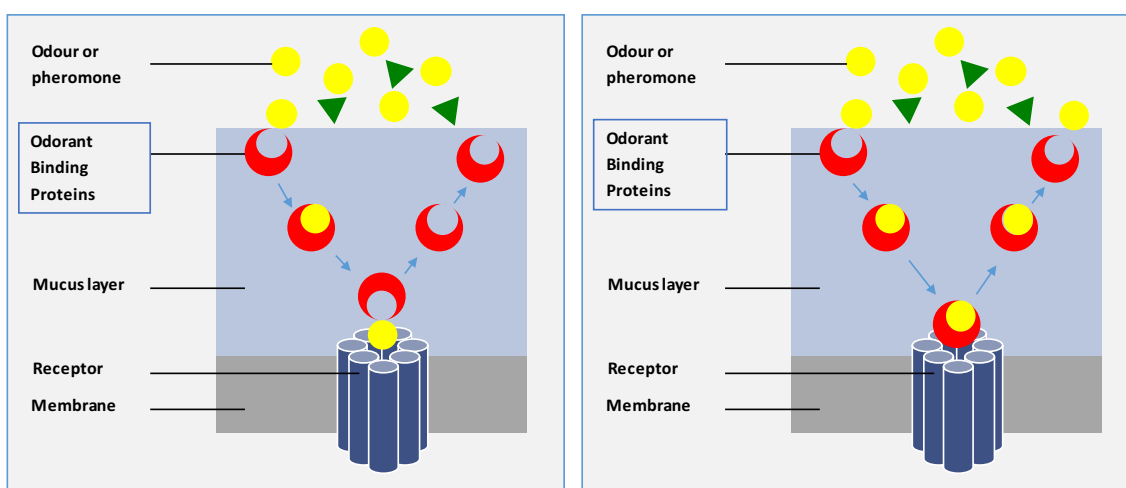 Odour or
pheromone
Odorant
Binding
Proteins
Mucus layer
Receptor
Membrane
Odour or
pheromone
Odorant
Binding
Proteins
Mucus layer
Receptor
Membrane